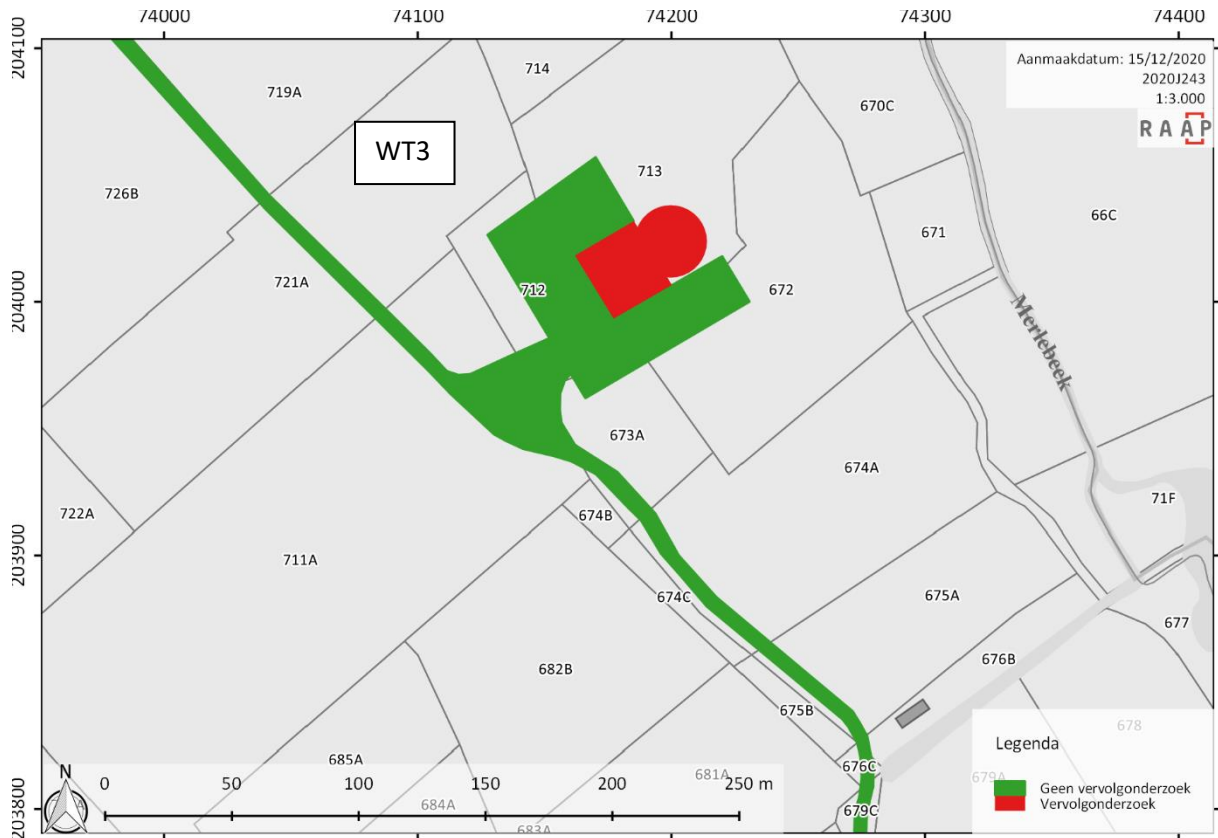 74000 74100 74200 74300 74400
204100
204000
203900
203800
Aanmaakdatum: 15/12/2020
2020J243
1:3.000
RAAP
714
719A
670C
WT3
713
726B
66C
671
721A
712
672
Merlebeek
673A
674A
722A
674B
71F
711A
674C
675A
677
676B
682B
675B
678
685A
676C
681A
679A
684A
679C
683A
N
0 50 100 150 200 250 m
Legenda
Geen vervolgonderzoek
Vervolgonderzoek